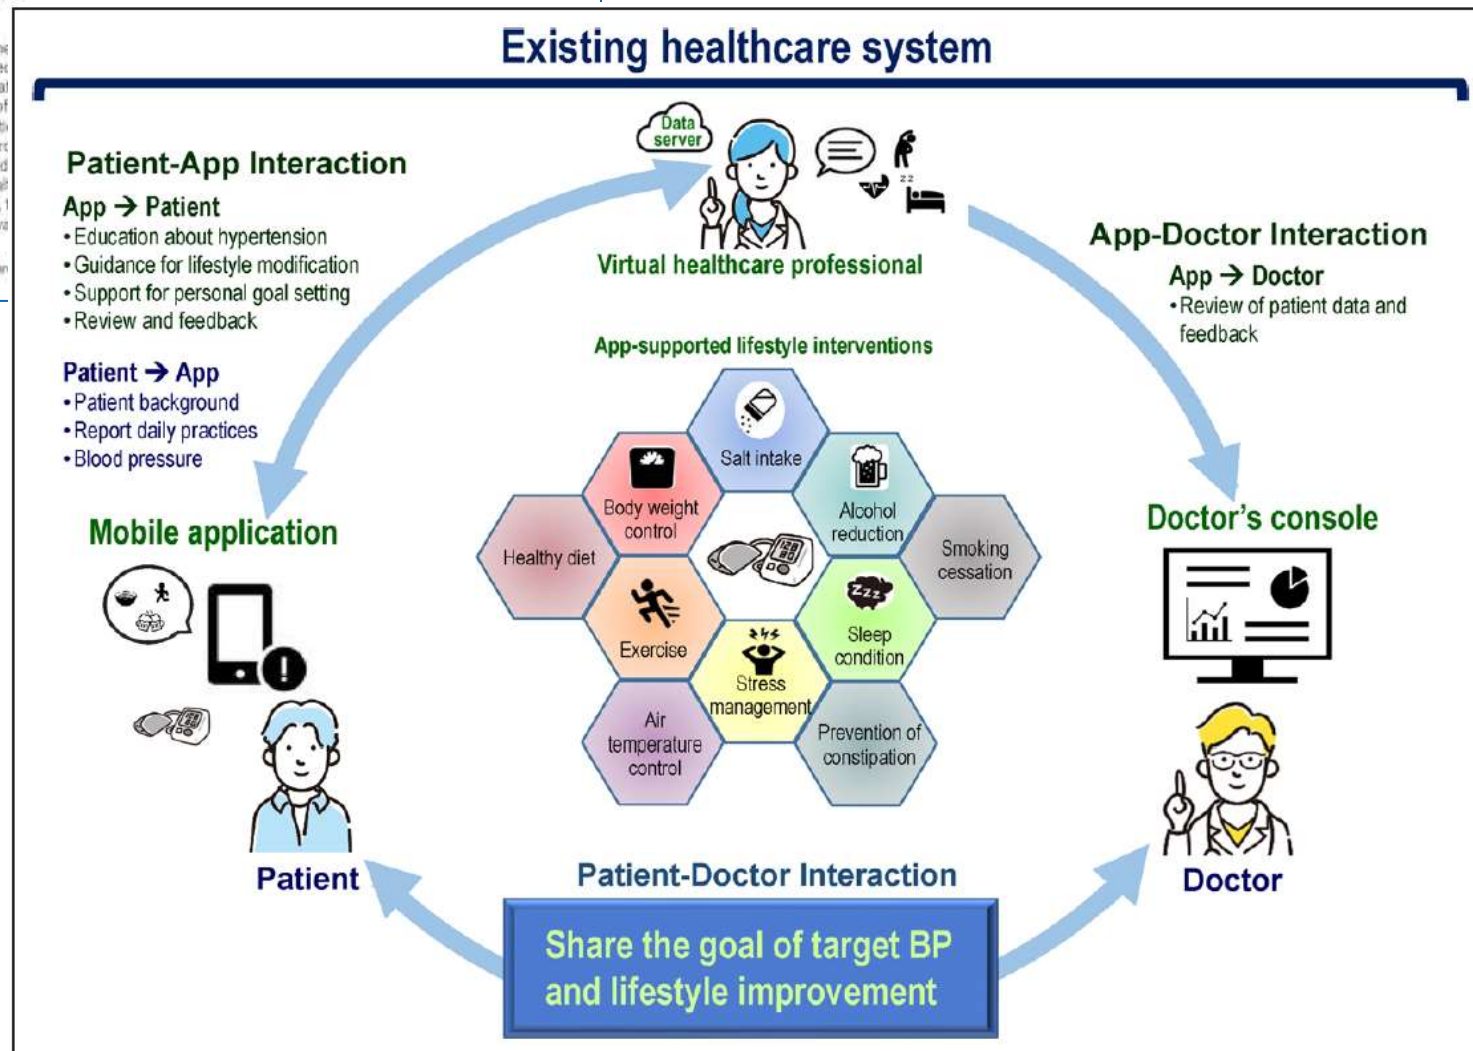 Existing healthcare system
Data
server
Patient-App Interaction
App → Patient
• Education about hypertension
• Guidance for lifestyle modification
• Support for personal goal setting
• Review and feedback
Patient → App
• Patient background
• Report daily practices
• Blood pressure
Virtual healthcare professional
zz
App-Doctor Interaction
App → Doctor
• Review of patient data and
feedback
App-supported lifestyle interventions
Salt intake
Body weight
control
Alcohol
reduction
Healthy diet
Smoking
cessation
Exercise
zzz
Sleep
condition
Stress
management
Air
temperature
control
Prevention of
constipation
Mobile application
!
Patient
Doctor's console
Doctor
Patient-Doctor Interaction
Share the goal of target BP
and lifestyle improvement